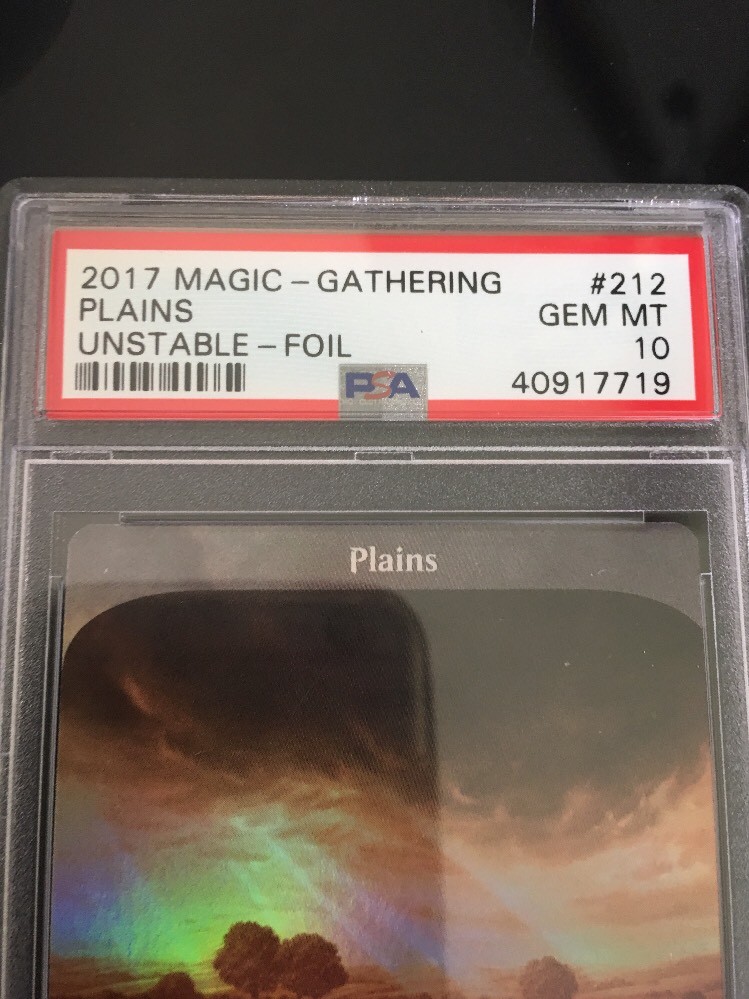 2017 MAGIC – GATHERING #212
PLAINS GEM MT
UNSTABLE – FOIL 10
PSA 40917719
Plains